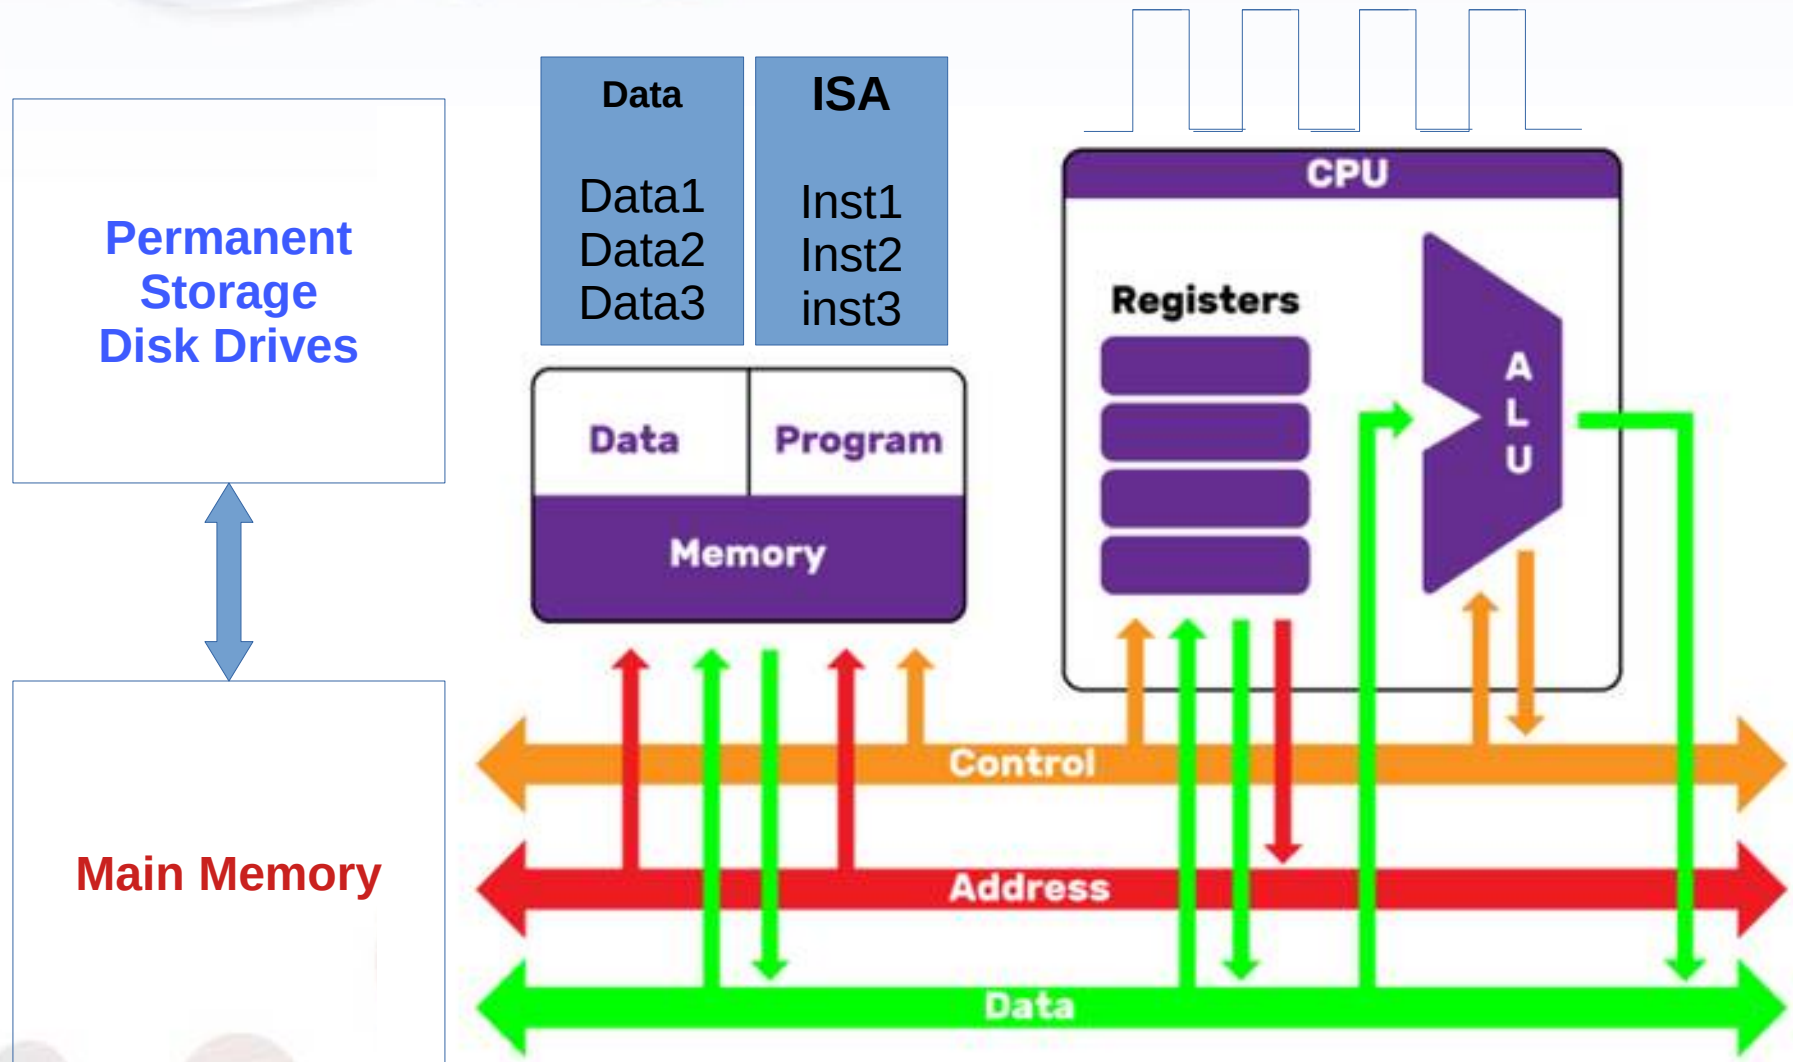 Permanent
Storage
Disk Drives
Main Memory
Data
Data1
Data2
Data3
ISA
Inst1
Inst2
inst3
Data
Program
Memory
CPU
Registers
A
L
U
Control
Address
Data